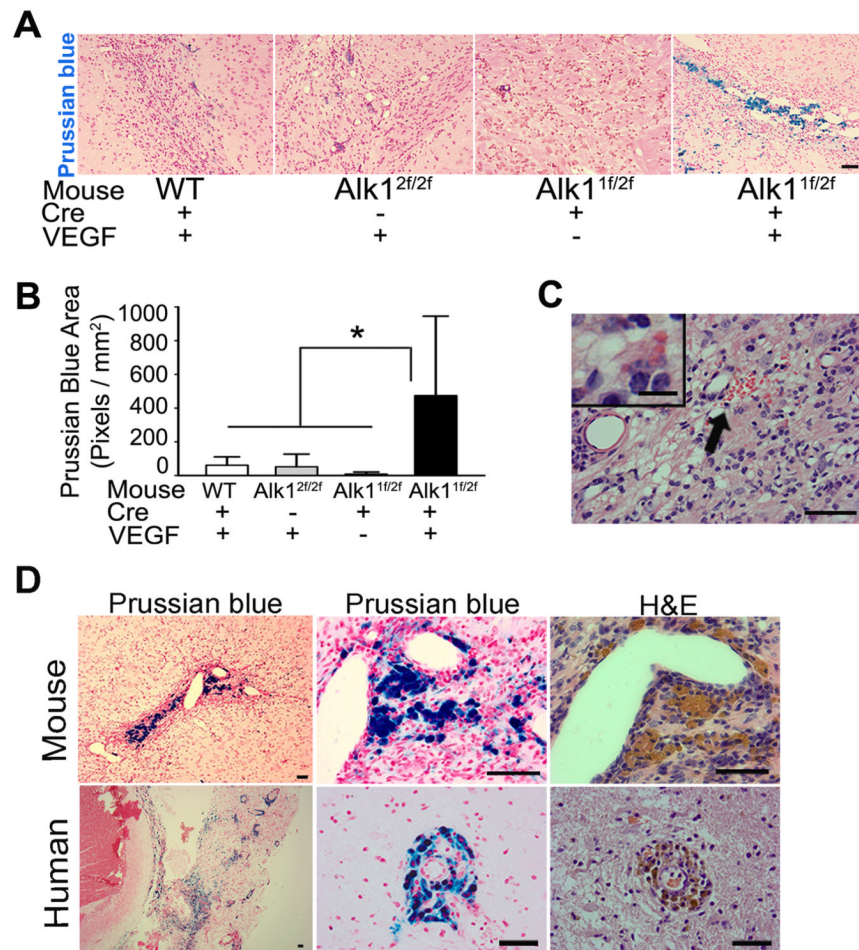 A
Prussian blue
Mouse WT Alk1^2f/2f Alk1^1f/2f Alk1^1f/2f
Cre + - + +
VEGF + + - +
B
Prussian Blue Area
(Pixels / mm²)
1000
800
600
400
200
0
*
Mouse WT Alk1^2f/2f Alk1^1f/2f Alk1^1f/2f
Cre + - + +
VEGF + + - +
C
D
Prussian blue Prussian blue H&E
Mouse
Human